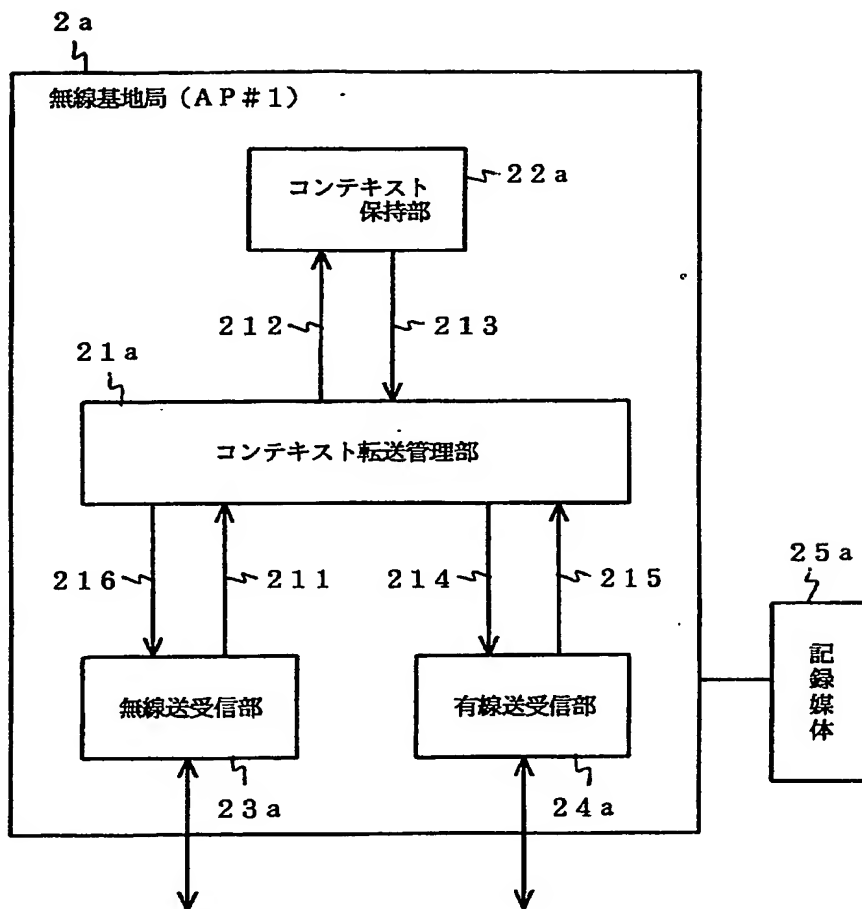 2a
無線基地局(AP#1)
コンテキスト
保持部
22a
212
213
21a
コンテキスト転送管理部
216
211
214
215
25a
無線送受信部
有線送受信部
記録媒体
23a
24a